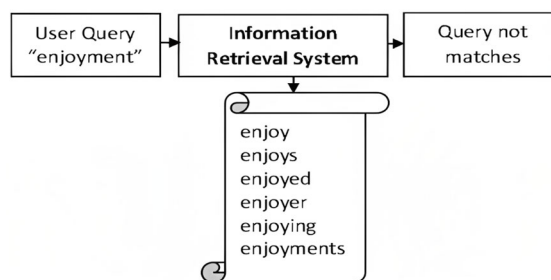 User Query
“enjoyment”
Information
Retrieval System
Query not
matches
enjoy
enjoys
enjoyed
enjoyer
enjoying
enjoyments